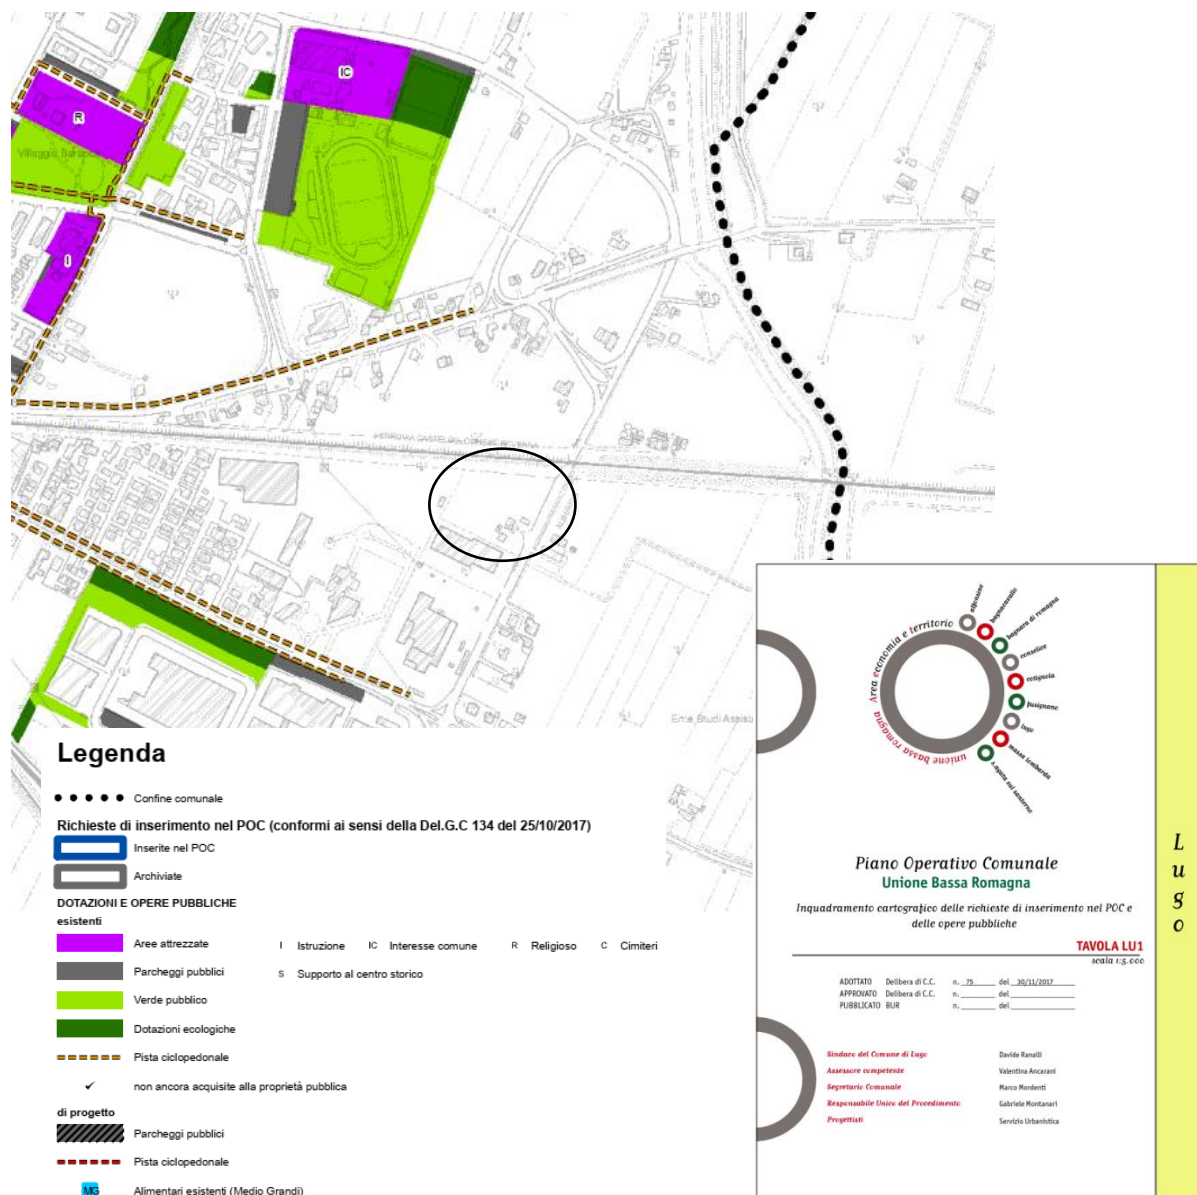 IC
R
I
Legenda
Confine comunale
Richieste di inserimento nel POC (conformi ai sensi della Del.G.C 134 del 25/10/2017)
Inserite nel POC
Archiviate
DOTAZIONI E OPERE PUBBLICHE
esistenti
Aree attrezzate I Istruzione IC Interesse comune R Religioso C Cimiteri
Parcheggi pubblici S Supporto al centro storico
Verde pubblico
Dotazioni ecologiche
Pista ciclopedonale
✓ non ancora acquisite alla proprietà pubblica
di progetto
Parcheggi pubblici
Pista ciclopedonale
MG Alimentari esistenti (Medio Grandi)
unione bassa romagna Area economia e territorio
alfonsine
bagnacavallo
bagnara di romagna
conselice
cotignola
fusignano
lugo
massa lombarda
s.agata sul santerno
Piano Operativo Comunale
Unione Bassa Romagna
Inquadramento cartografico delle richieste di inserimento nel POC e
delle opere pubbliche
TAVOLA LU1
scala 1:5.000
ADOTTATO Delibera di C.C. n. 75 del 30/11/2017
APPROVATO Delibera di C.C. n. del
PUBBLICATO BUR n. del
Sindaco del Comune di Lugo Davide Ranalli
Assessore competente Valentina Ancarani
Segretario Comunale Marco Mordenti
Responsabile Unico del Procedimento Gabriele Montanari
Progettisti Servizio Urbanistica
Lugo